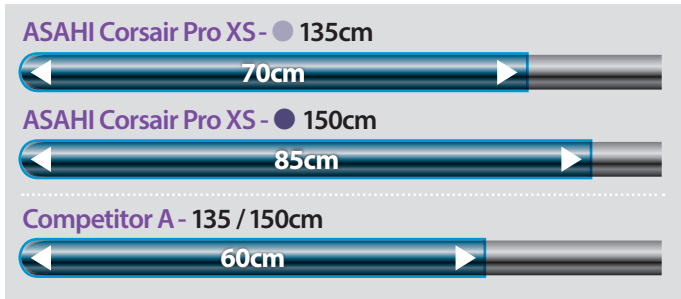 ASAHI Corsair Pro XS - 135cm
70cm
ASAHI Corsair Pro XS - 150cm
85cm
Competitor A - 135 / 150cm
60cm